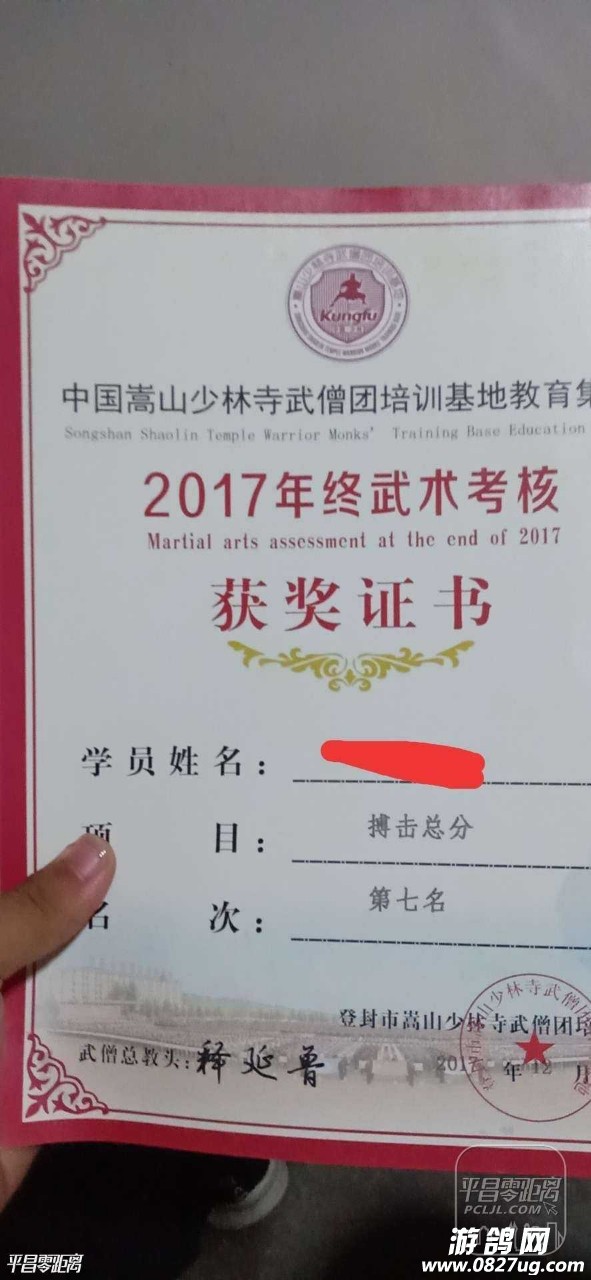 Kungfu
中国嵩山少林寺武僧团培训基地教育集
Songshan Shaolin Temple Warrior Monks' Training Base Education
2017年终武术考核
Martial arts assessment at the end of 2017
获奖证书
学员姓名：
项 目：
搏击总分
名 次：
第七名
登封市嵩山少林寺武僧团培
武僧总教头：释延鲁
年12月
平昌零距离
PCLJL.COM
平昌零距离
游鸽网
www.0827ug.com